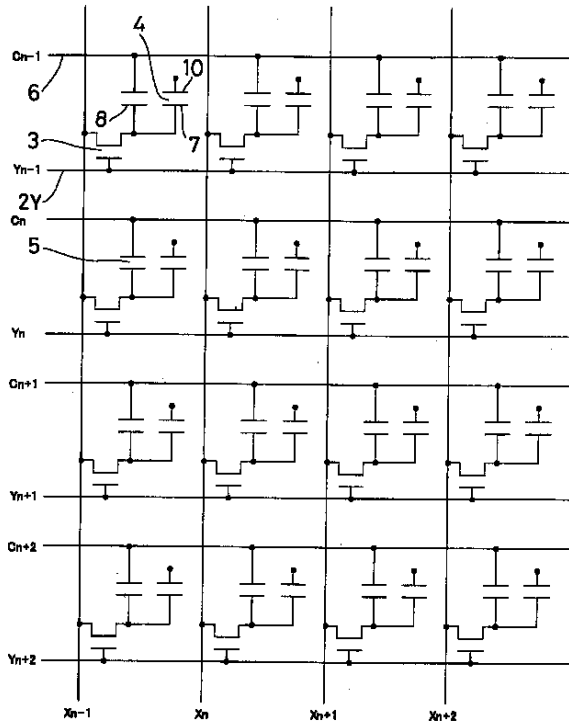 4
Cn-1
10
6
8
3
7
Yn-1
2Y
Cn
5
Yn
Cn+1
Yn+1
Cn+2
Yn+2
Xn-1 Xn Xn+1 Xn+2